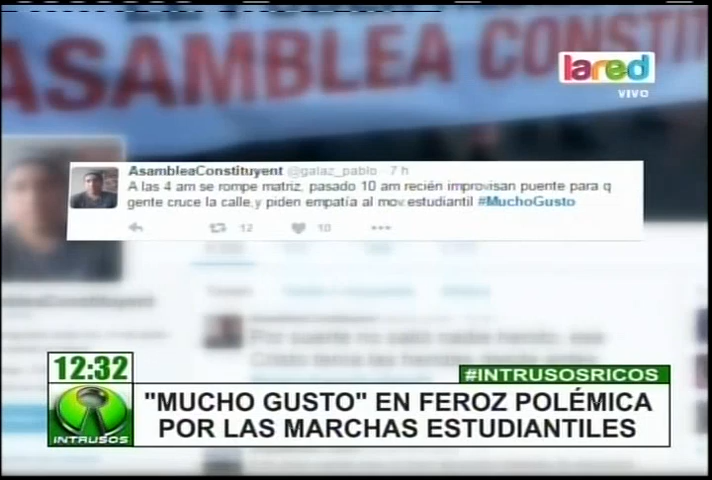 ASAMBLEA CONSTIT
lared
VIVO
AsambleaConstituyent @galaz_pablo · 7 h
A las 4 am se rompe matriz, pasado 10 am recién improvisan puente para q
gente cruce la calle,y piden empatía al mov.estudiantil #MuchoGusto
12 10
12:32
#INTRUSOSRICOS
"MUCHO GUSTO" EN FEROZ POLÉMICA
POR LAS MARCHAS ESTUDIANTILES
INTRUSOS